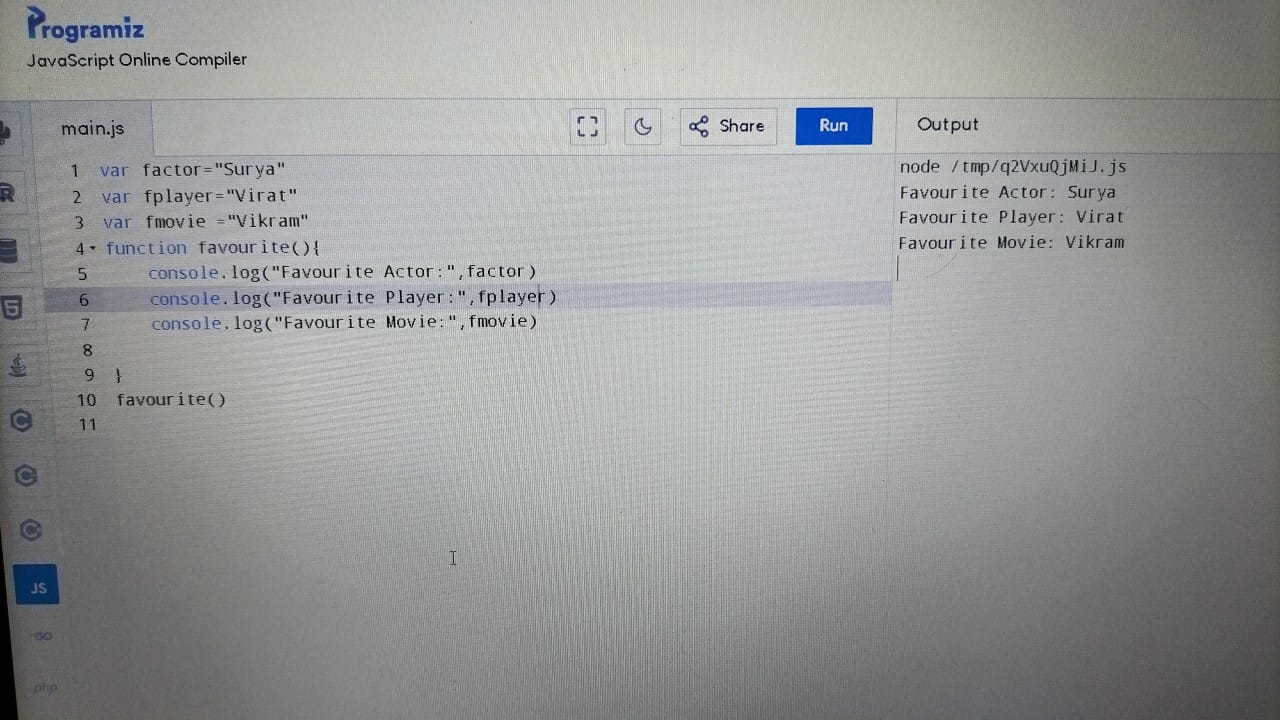 Programiz
JavaScript Online Compiler
main.js
Share
Run
Output
1 var factor="Surya"
2 var fplayer="Virat"
3 var fmovie ="Vikram"
4 function favourite(){
5 console.log("Favourite Actor:",factor)
6 console.log("Favourite Player:",fplayer)
7 console.log("Favourite Movie:",fmovie)
8
9 }
10 favourite()
11
node /tmp/q2VxuQjMiJ.js
Favourite Actor: Surya
Favourite Player: Virat
Favourite Movie: Vikram
R
5
C
C
C
JS
GO
php